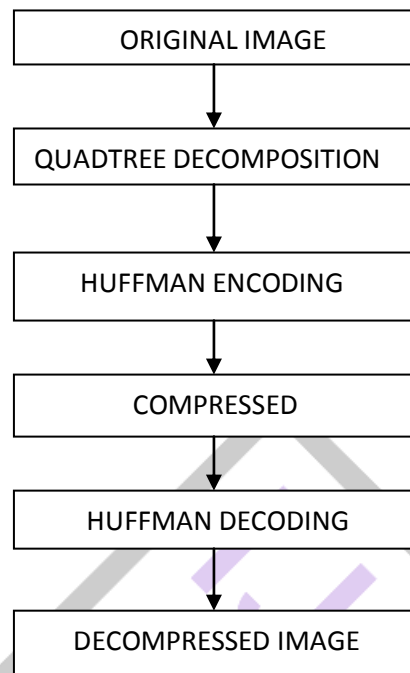 ORIGINAL IMAGE
QUADTREE DECOMPOSITION
HUFFMAN ENCODING
COMPRESSED
HUFFMAN DECODING
DECOMPRESSED IMAGE